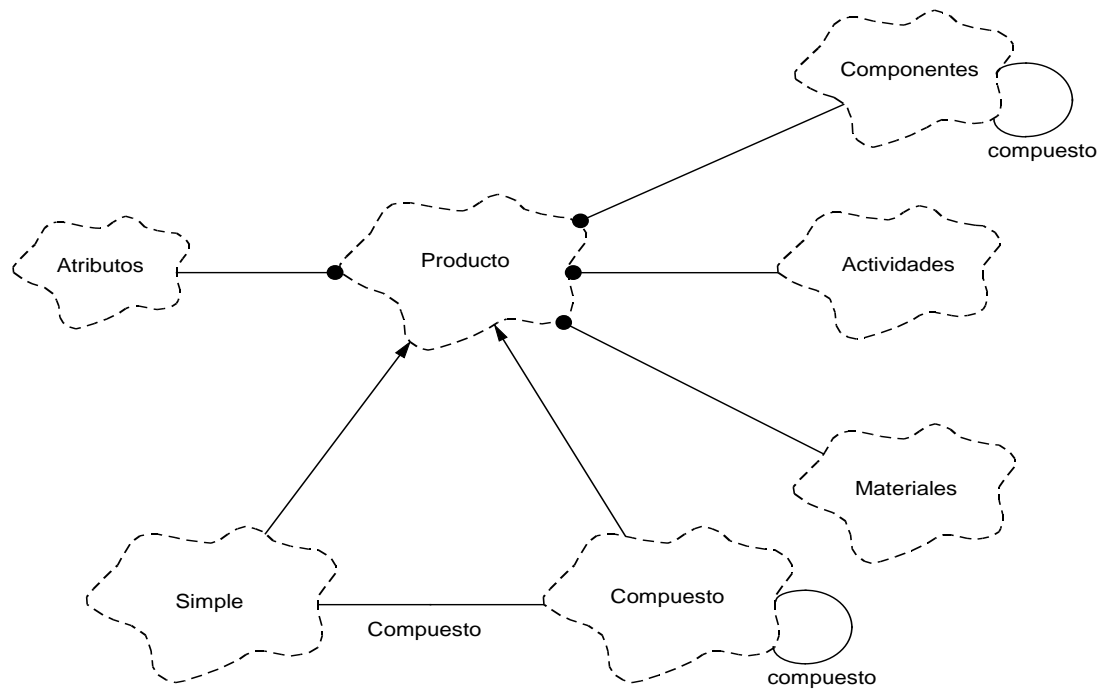 Componentes
compuesto
Atributos
Producto
Actividades
Materiales
Simple
Compuesto
Compuesto
compuesto